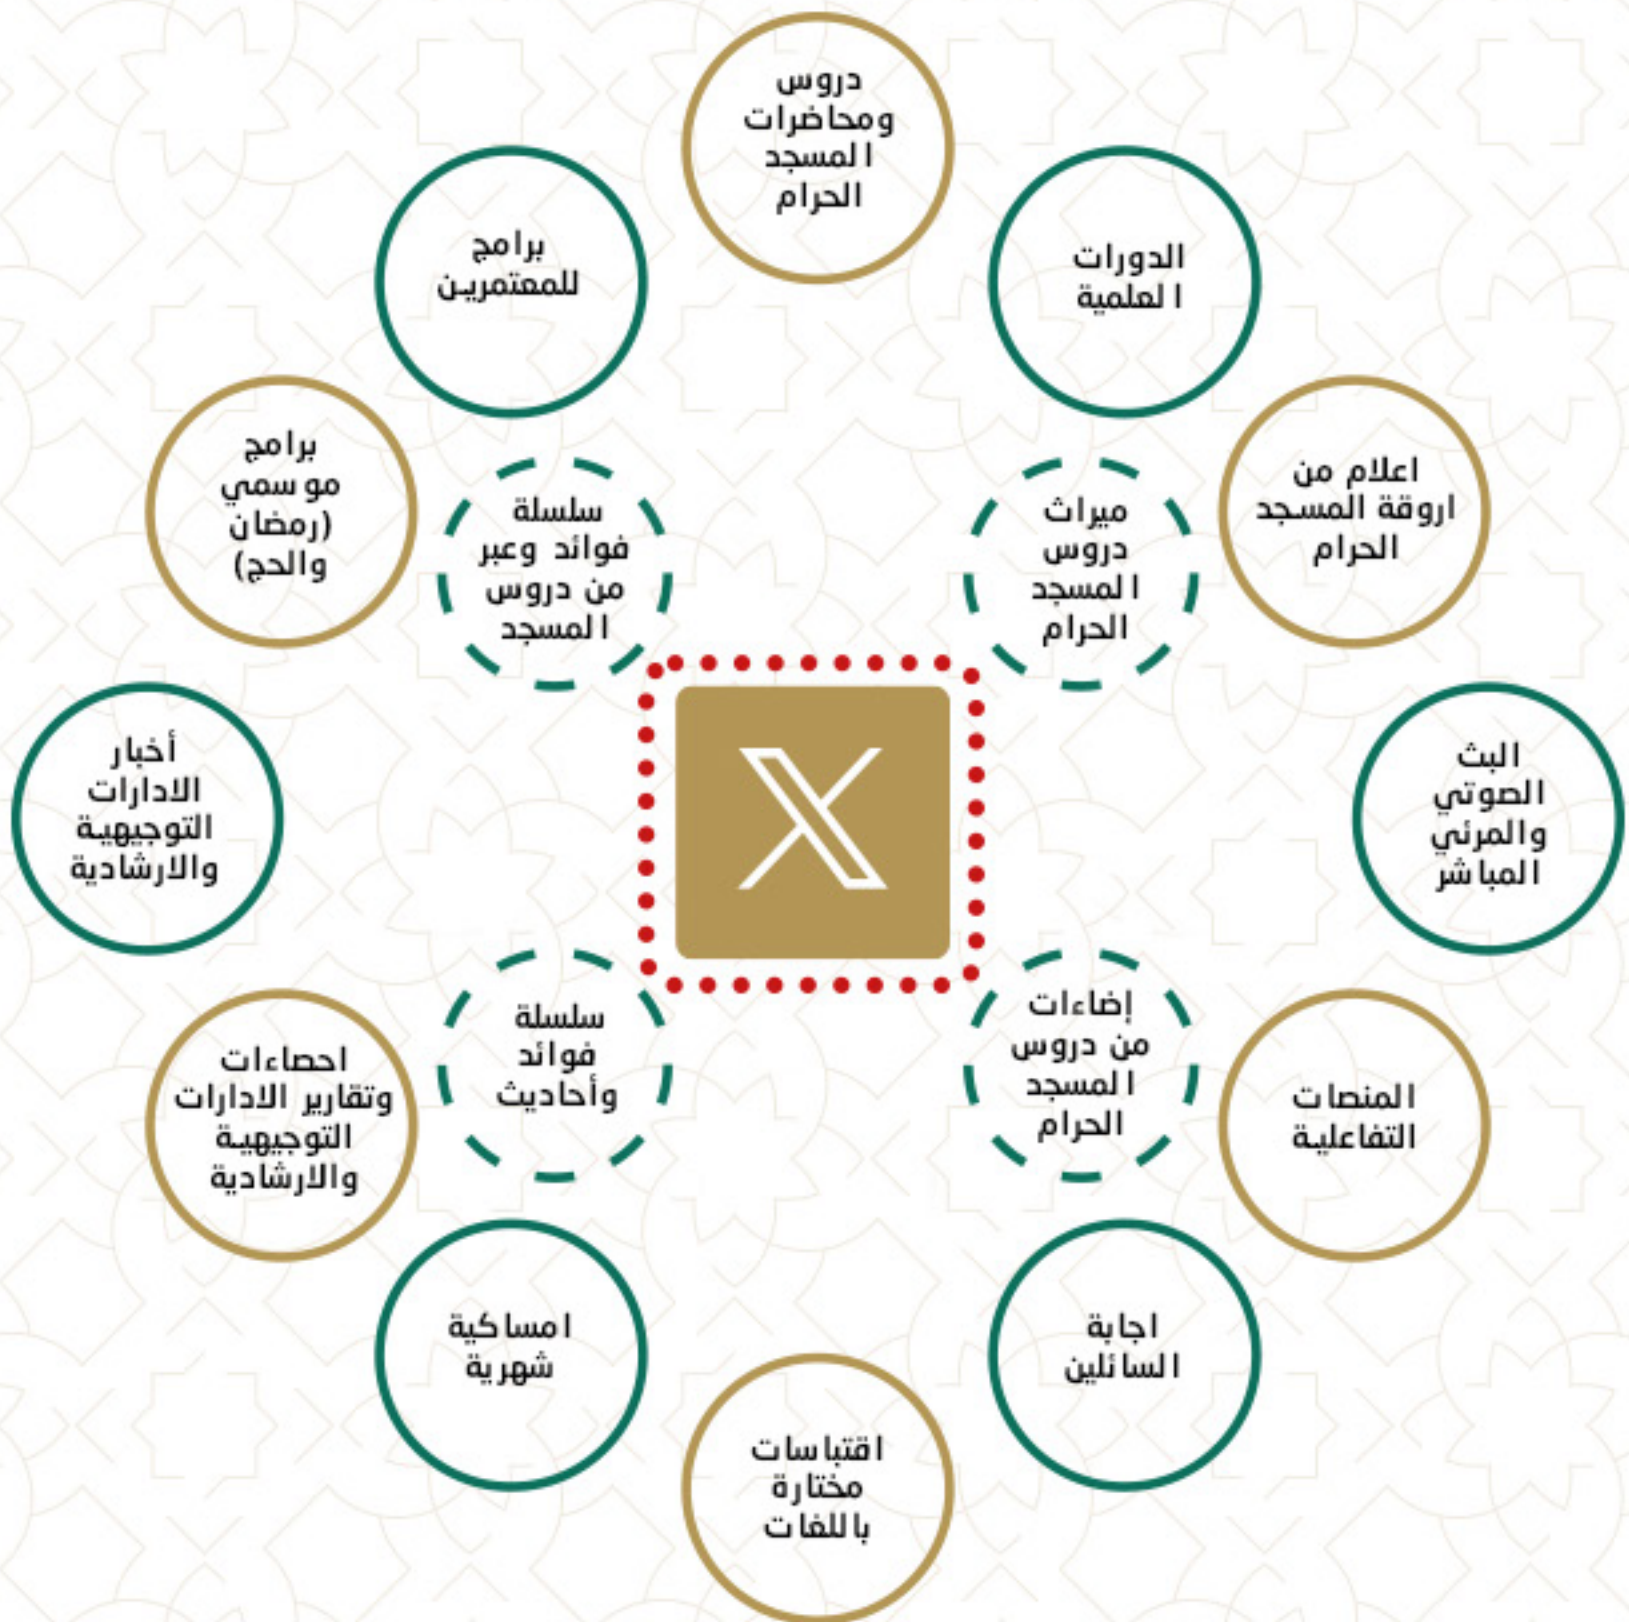 دروس
ومحاضرات
المسجد
الحرام
الدورات
العلمية
برامج
للمعتمرين
اعلام من
اروقة المسجد
الحرام
برامج
موسمي
(رمضان
والحج)
ميراث
دروس
المسجد
الحرام
سلسلة
فوائد وعبر
من دروس
المسجد
البث
الصوتي
والمرئي
المباشر
أخبار
الادارات
التوجيهية
والارشادية
إضاءات
من دروس
المسجد
الحرام
سلسلة
فوائد
وأحاديث
المنصات
التفاعلية
احصاءات
وتقارير الادارات
التوجيهية
والارشادية
اجابة
السائلين
امساكية
شهرية
اقتباسات
مختارة
باللغات